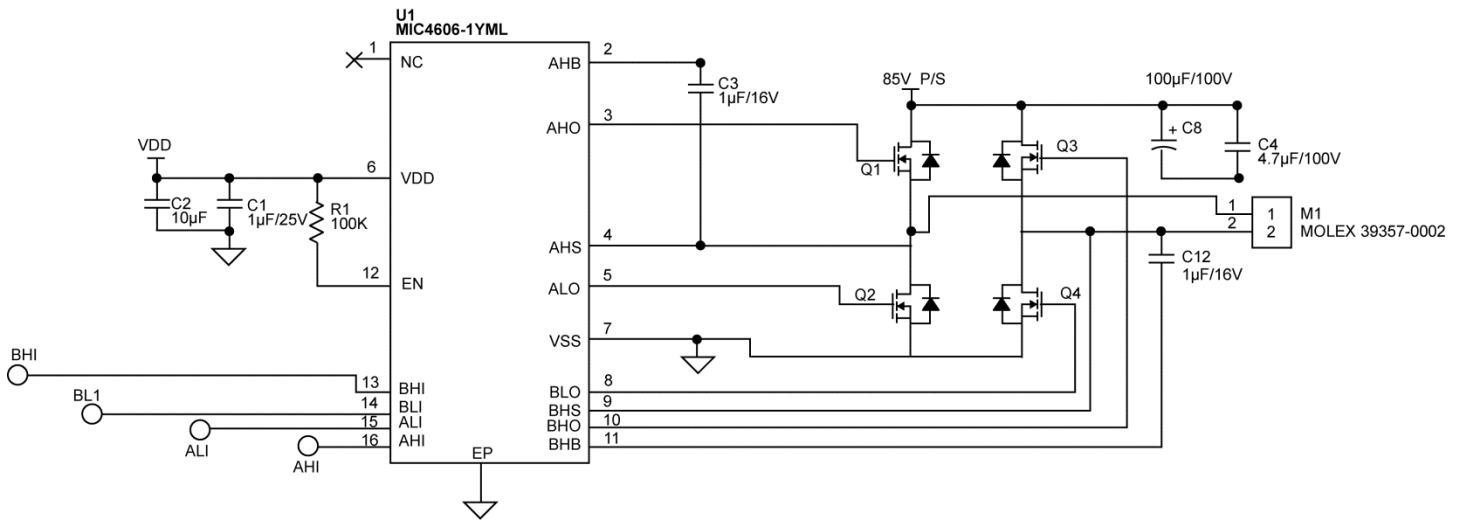 U1
MIC4606-1YML
1
NC
2
AHB
C3
1µF/16V
85V P/S
100µF/100V
3
AHO
+ C8
C4
4.7µF/100V
Q1
Q3
VDD
6
VDD
C2
10µF
C1
1µF/25V
R1
100K
1
2
1
2
M1
MOLEX 39357-0002
4
AHS
C12
1µF/16V
12
EN
5
ALO
Q2
Q4
7
VSS
BHI
13
BHI
8
BLO
BL1
14
BLI
9
BHS
15
ALI
10
BHO
16
AHI
11
BHB
ALI
AHI
EP